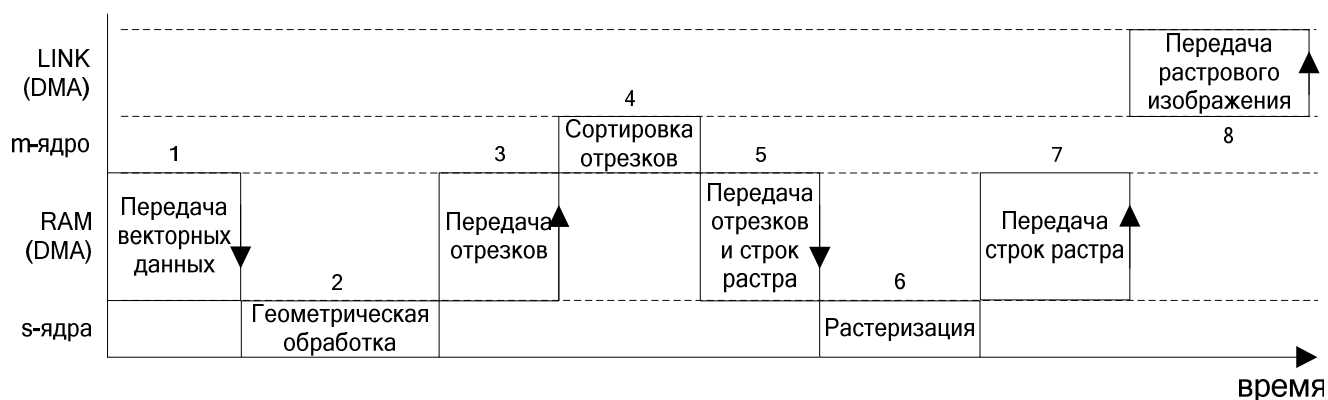 LINK
(DMA)
Передача
растрового
изображения
4
m-ядро
1
3
Сортировка
отрезков
5
7
8
RAM
(DMA)
Передача
векторных
данных
Передача
отрезков
Передача
отрезков
и строк
растра
Передача
строк растра
2
6
s-ядра
Геометрическая
обработка
Растеризация
время